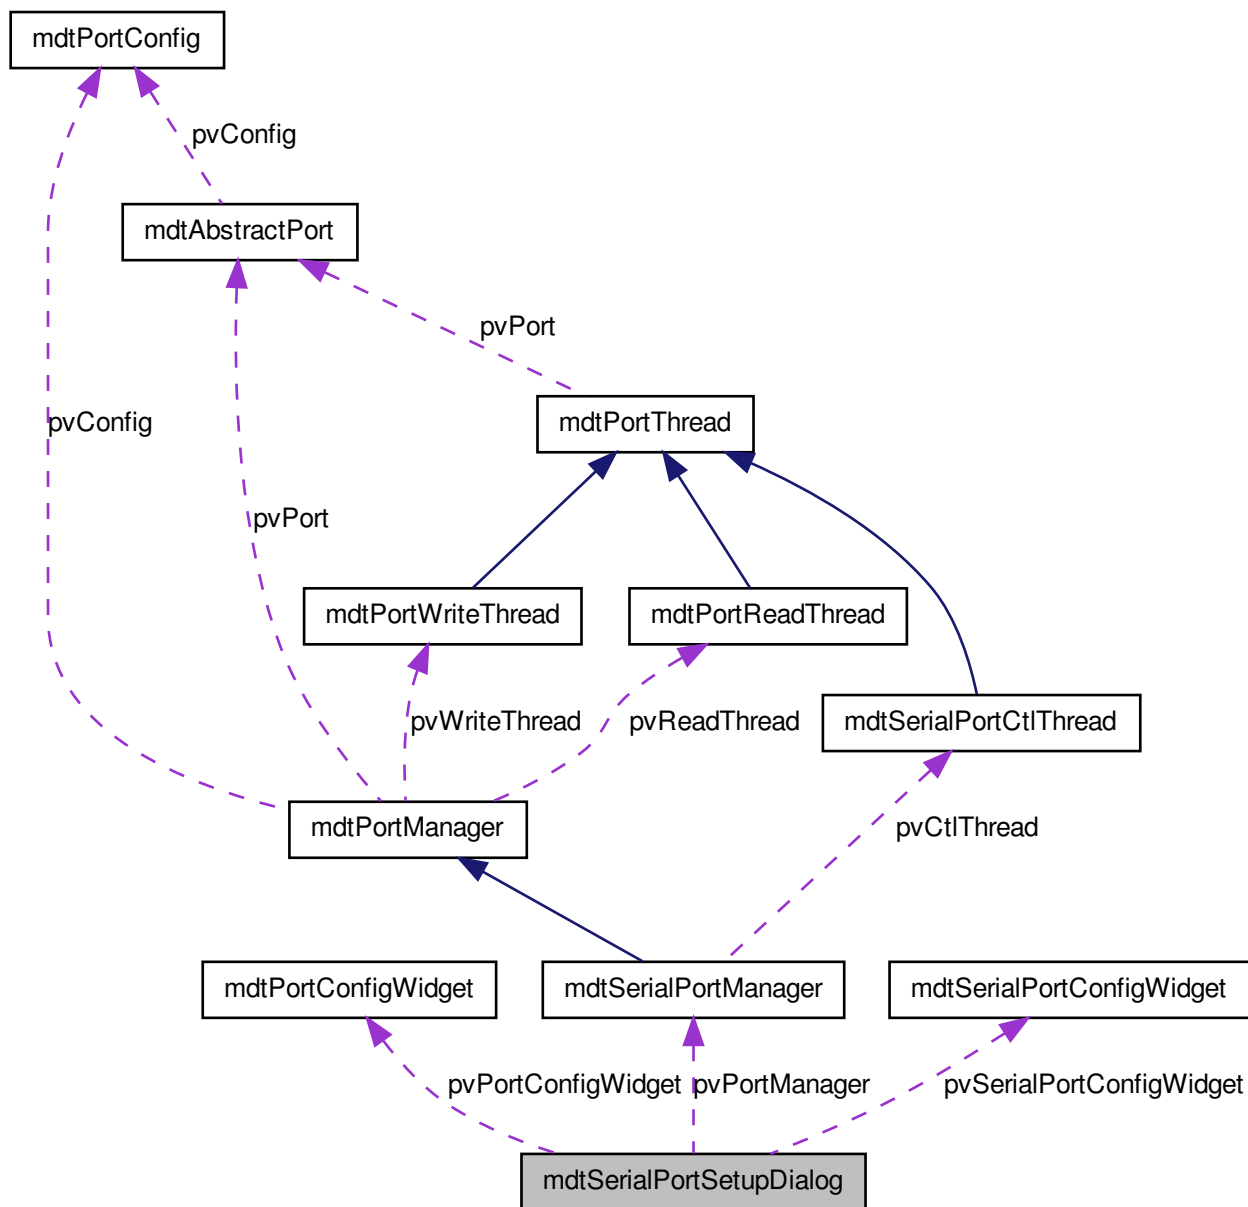 mdtPortConfig
pvConfig
mdtAbstractPort
pvPort
mdtPortThread
pvConfig
pvPort
mdtPortWriteThread
mdtPortReadThread
pvWriteThread
pvReadThread
mdtSerialPortCtlThread
mdtPortManager
pvCtlThread
mdtPortConfigWidget
mdtSerialPortManager
mdtSerialPortConfigWidget
pvPortConfigWidget
pvPortManager
pvSerialPortConfigWidget
mdtSerialPortSetupDialog